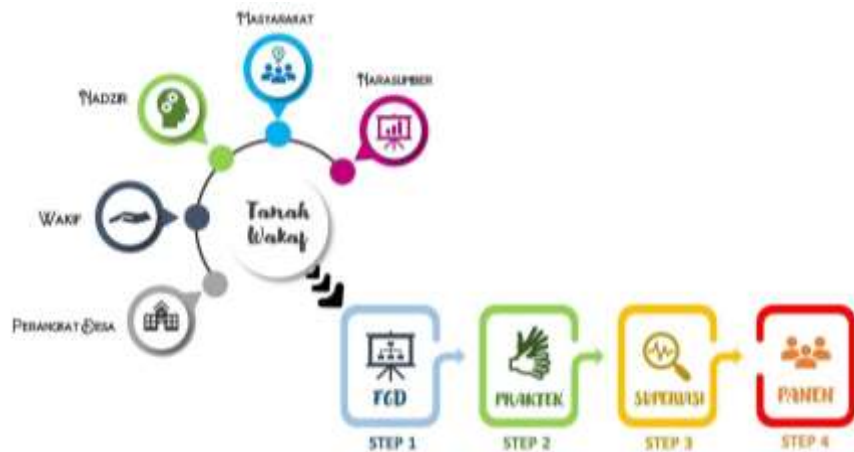 Masyarakat
Nadzir
Narasumber
Wakif
Tanah
Wakaf
Perangkat Desa
FGD
PRAKTEK
SUPERVISI
PANEN
STEP 1
STEP 2
STEP 3
STEP 4